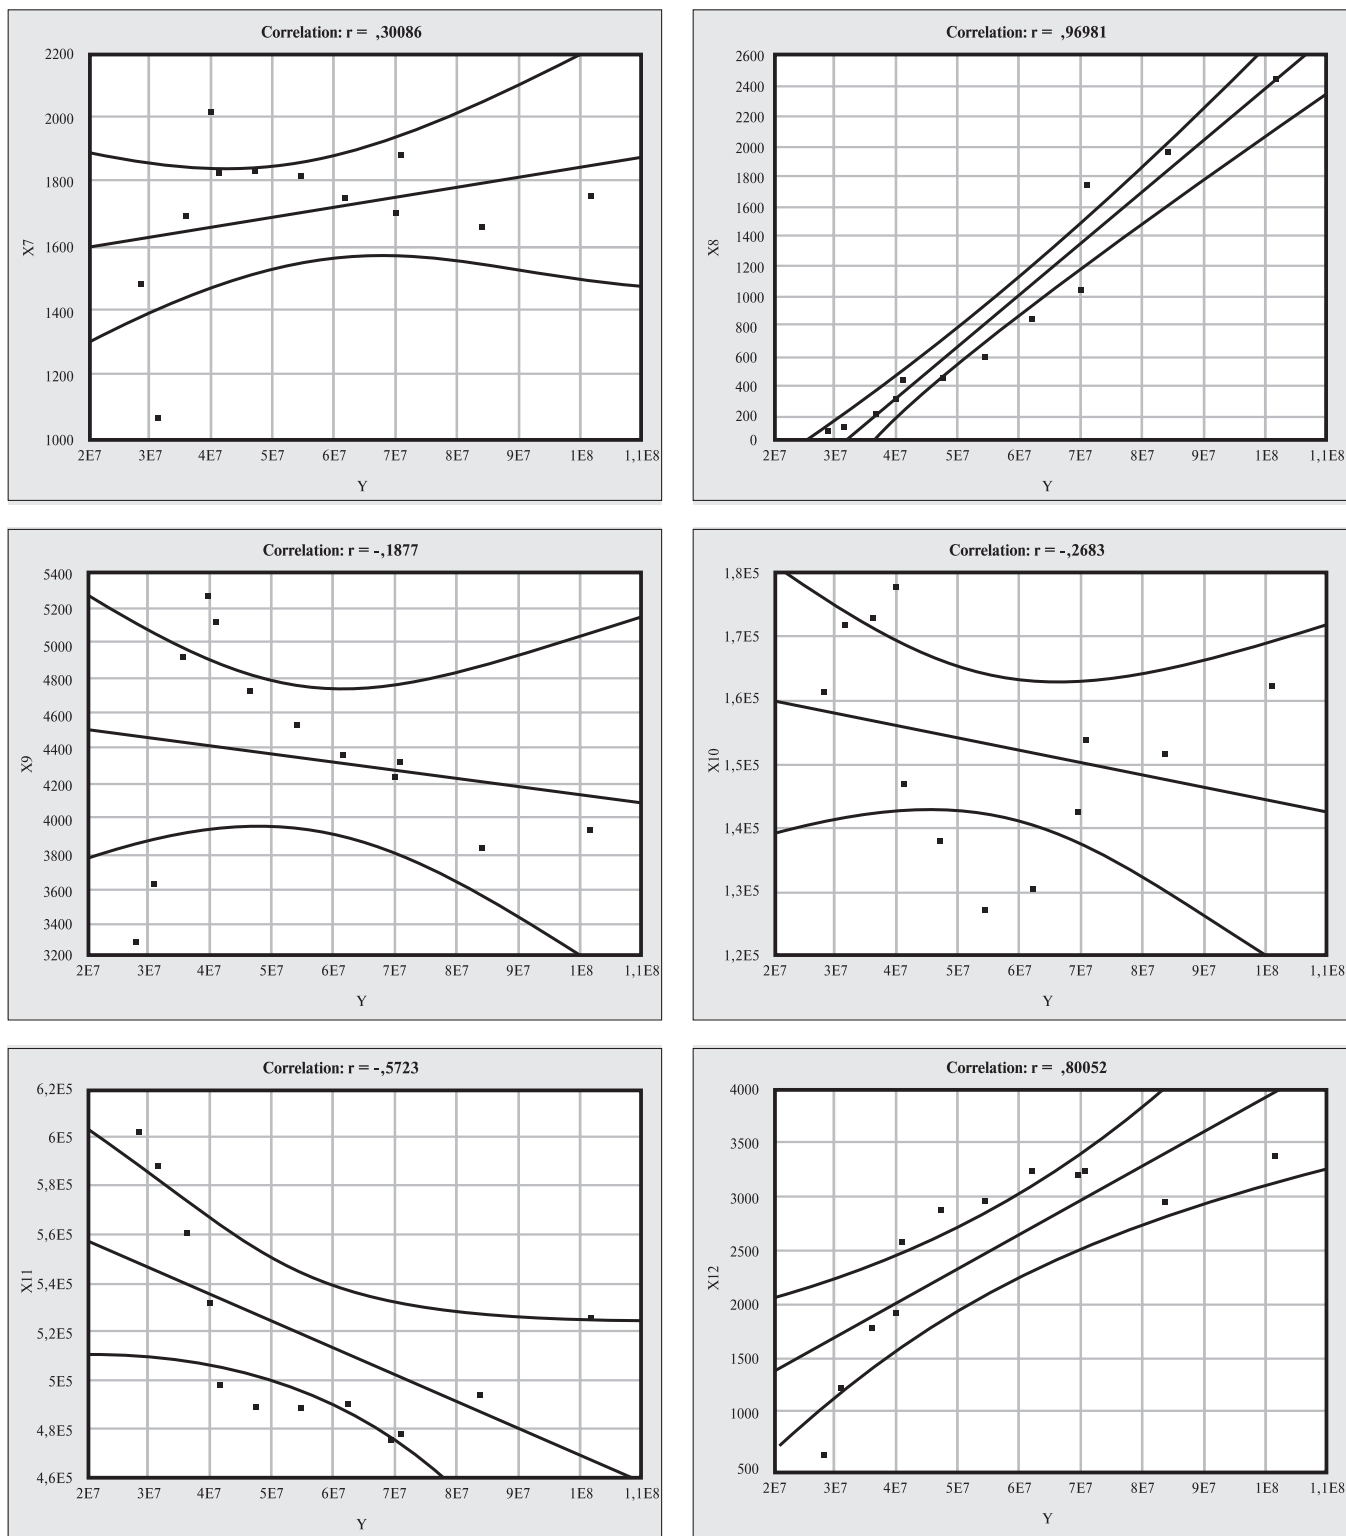 Correlation: r = ,30086
2200
2000
1800
1600
1400
1200
1000
X7
2E7 3E7 4E7 5E7 6E7 7E7 8E7 9E7 1E8 1,1E8
Y
Correlation: r = ,96981
2600
2400
2200
2000
1800
1600
1400
1200
1000
800
600
400
200
0
X8
2E7 3E7 4E7 5E7 6E7 7E7 8E7 9E7 1E8 1,1E8
Y
Correlation: r = -,1877
5400
5200
5000
4800
4600
4400
4200
4000
3800
3600
3400
3200
X9
2E7 3E7 4E7 5E7 6E7 7E7 8E7 9E7 1E8 1,1E8
Y
Correlation: r = -,2683
1,8E5
1,7E5
1,6E5
1,5E5
1,4E5
1,3E5
1,2E5
X10
2E7 3E7 4E7 5E7 6E7 7E7 8E7 9E7 1E8 1,1E8
Y
Correlation: r = -,5723
6,2E5
6E5
5,8E5
5,6E5
5,4E5
5,2E5
5E5
4,8E5
4,6E5
X11
2E7 3E7 4E7 5E7 6E7 7E7 8E7 9E7 1E8 1,1E8
Y
Correlation: r = ,80052
4000
3500
3000
2500
2000
1500
1000
500
X12
2E7 3E7 4E7 5E7 6E7 7E7 8E7 9E7 1E8 1,1E8
Y